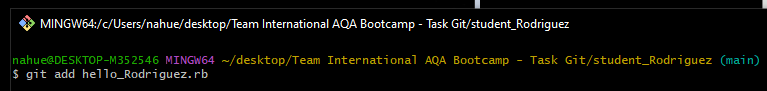 MINGW64:/c/Users/nahue/desktop/Team International AQA Bootcamp - Task Git/student_Rodriguez
nahue@DESKTOP-M352546 MINGW64 ~/desktop/Team International AQA Bootcamp - Task Git/student_Rodriguez (main)
$ git add hello_Rodriguez.rb